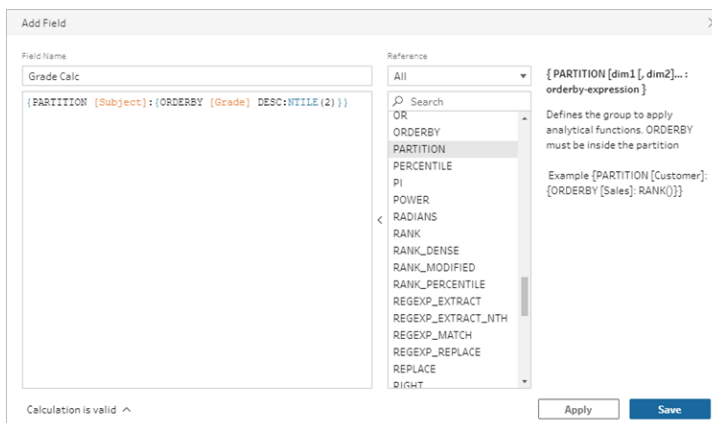 Add Field
Field Name
Grade Calc
{PARTITION [Subject]:{ORDERBY [Grade] DESC:NTILE(2)}}
Reference
All
Search
OR
ORDERBY
PARTITION
PERCENTILE
PI
POWER
RADIANS
RANK
RANK_DENSE
RANK_MODIFIED
RANK_PERCENTILE
REGEXP_EXTRACT
REGEXP_EXTRACT_NTH
REGEXP_MATCH
REGEXP_REPLACE
REPLACE
RIGHT
{ PARTITION [dim1 [, dim2]... :
orderby-expression }
Defines the group to apply
analytical functions. ORDERBY
must be inside the partition
Example {PARTITION [Customer]:
{ORDERBY [Sales]: RANK()}}
Calculation is valid
Apply
Save